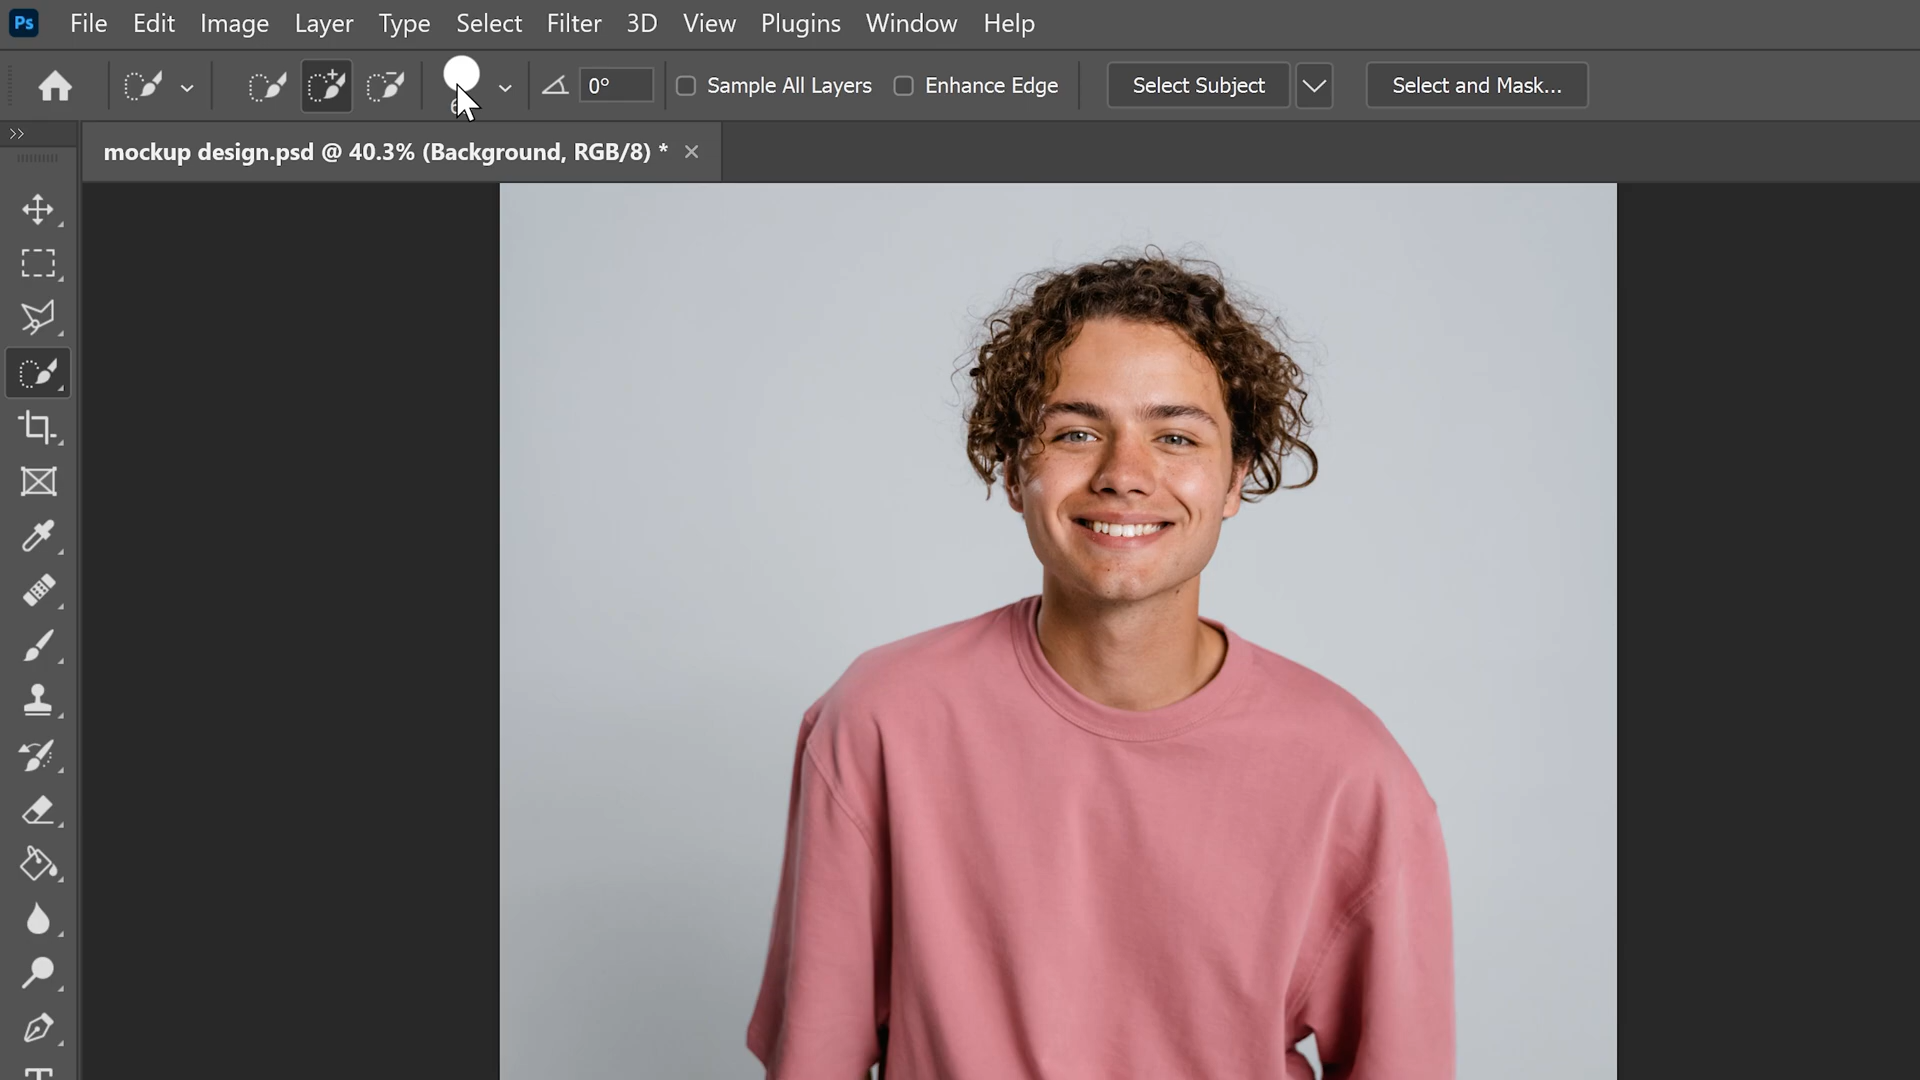 Ps File Edit Image Layer Type Select Filter 3D View Plugins Window Help
0° Sample All Layers Enhance Edge Select Subject Select and Mask...
mockup design.psd @ 40.3% (Background, RGB/8) * ×